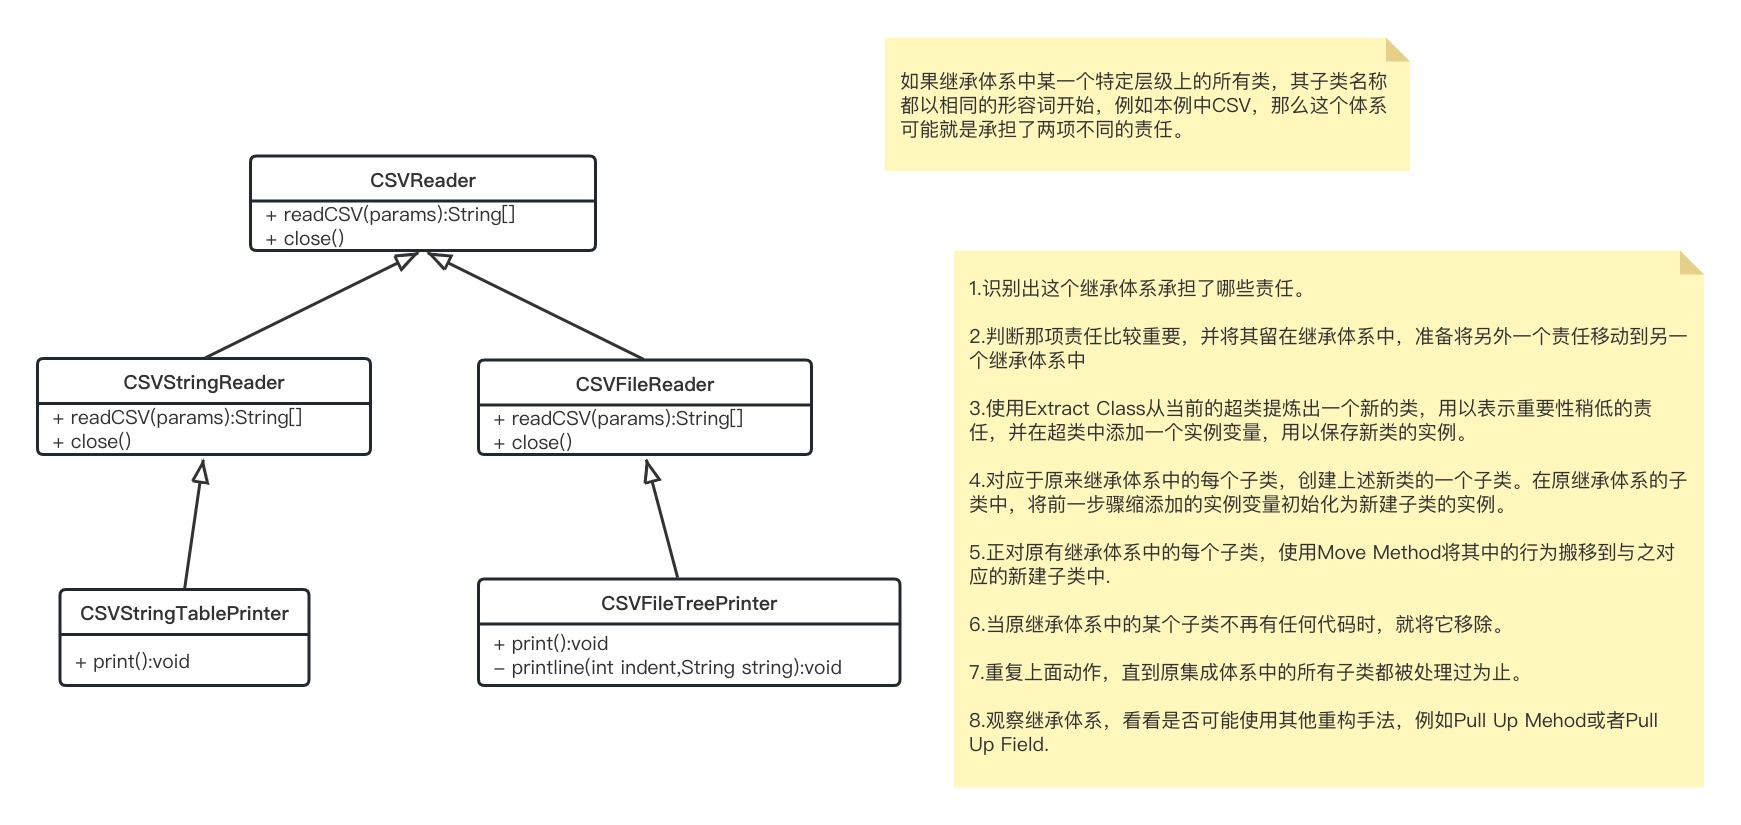 如果继承体系中某一个特定层级上的所有类，其子类名称
都以相同的形容词开始，例如本例中CSV，那么这个体系
可能就是承担了两项不同的责任。
CSVReader
+ readCSV(params):String[]
+ close()
CSVStringReader
+ readCSV(params):String[]
+ close()
CSVFileReader
+ readCSV(params):String[]
+ close()
CSVStringTablePrinter
+ print():void
CSVFileTreePrinter
+ print():void
– printline(int indent,String string):void
1.识别出这个继承体系承担了哪些责任。
2.判断那项责任比较重要，并将其留在继承体系中，准备将另外一个责任移动到另一
个继承体系中
3.使用Extract Class从当前的超类提炼出一个新的类，用以表示重要性稍低的责
任，并在超类中添加一个实例变量，用以保存新类的实例。
4.对应于原来继承体系中的每个子类，创建上述新类的一个子类。在原继承体系的子
类中，将前一步骤缩添加的实例变量初始化为新建子类的实例。
5.正对原有继承体系中的每个子类，使用Move Method将其中的行为搬移到与之对
应的新建子类中.
6.当原继承体系中的某个子类不再有任何代码时，就将它移除。
7.重复上面动作，直到原集成体系中的所有子类都被处理过为止。
8.观察继承体系，看看是否可能使用其他重构手法，例如Pull Up Mehod或者Pull
Up Field.